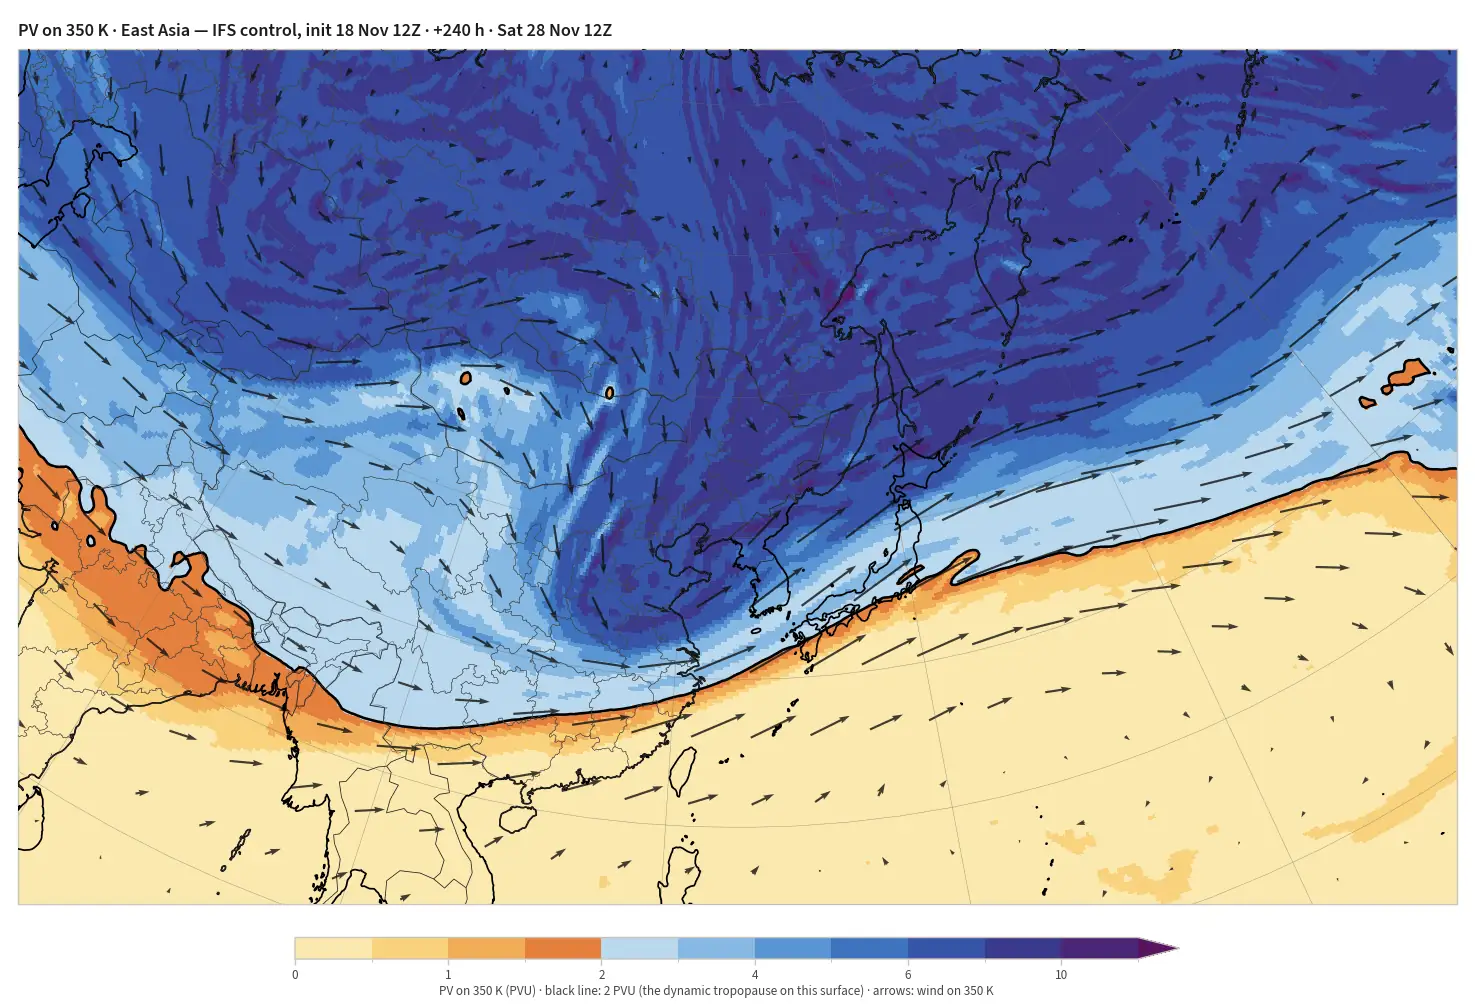 PV on 350 K · East Asia — IFS control, init 18 Nov 12Z · +240 h · Sat 28 Nov 12Z
0 1 2 4 6 10
PV on 350 K (PVU) · black line: 2 PVU (the dynamic tropopause on this surface) · arrows: wind on 350 K